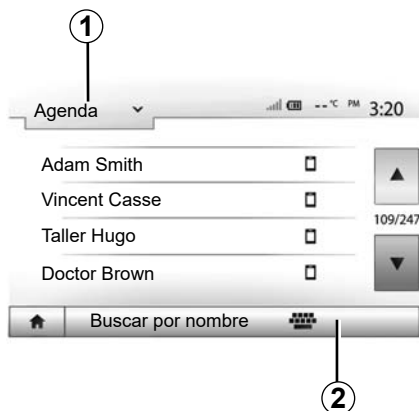 1
Agenda
--°C PM 3:20
Adam Smith
Vincent Casse
109/247
Taller Hugo
Doctor Brown
Buscar por nombre
2